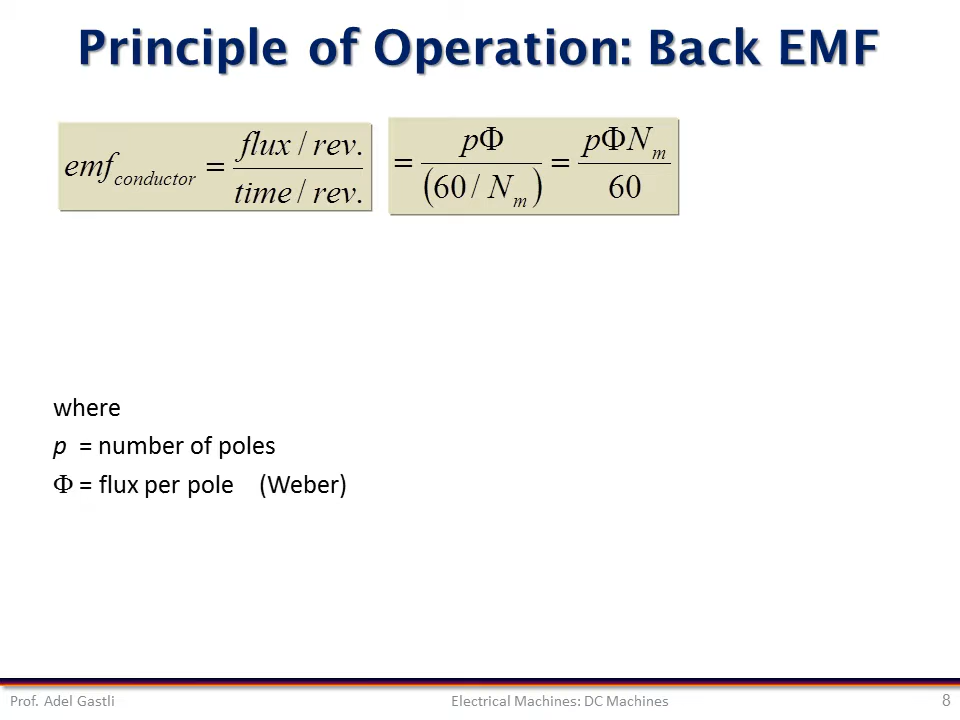 Principle of Operation: Back EMF
emf_conductor = flux / rev. / time / rev. = pΦ / (60 / N_m) = pΦN_m / 60
where
p = number of poles
Φ = flux per pole (Weber)
Prof. Adel Gastli Electrical Machines: DC Machines 8